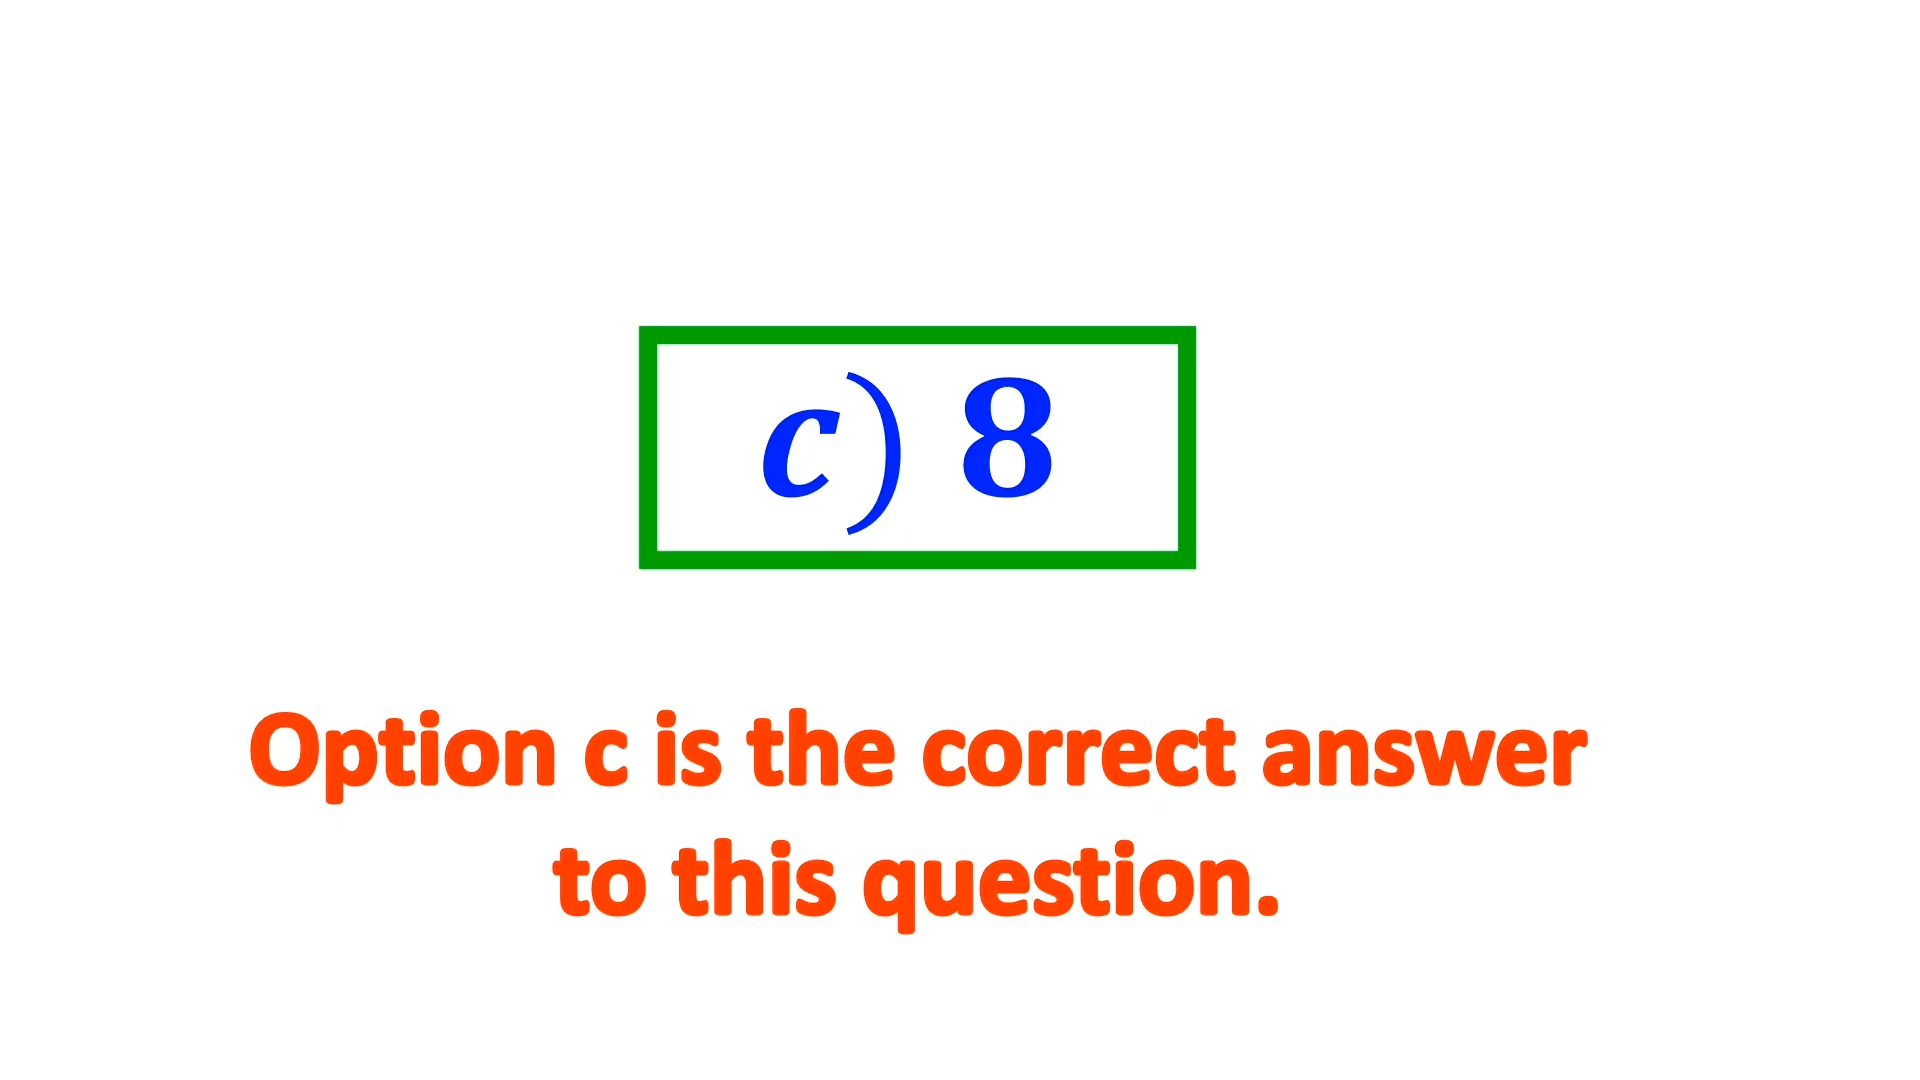 c) 8
Option c is the correct answer
to this question.